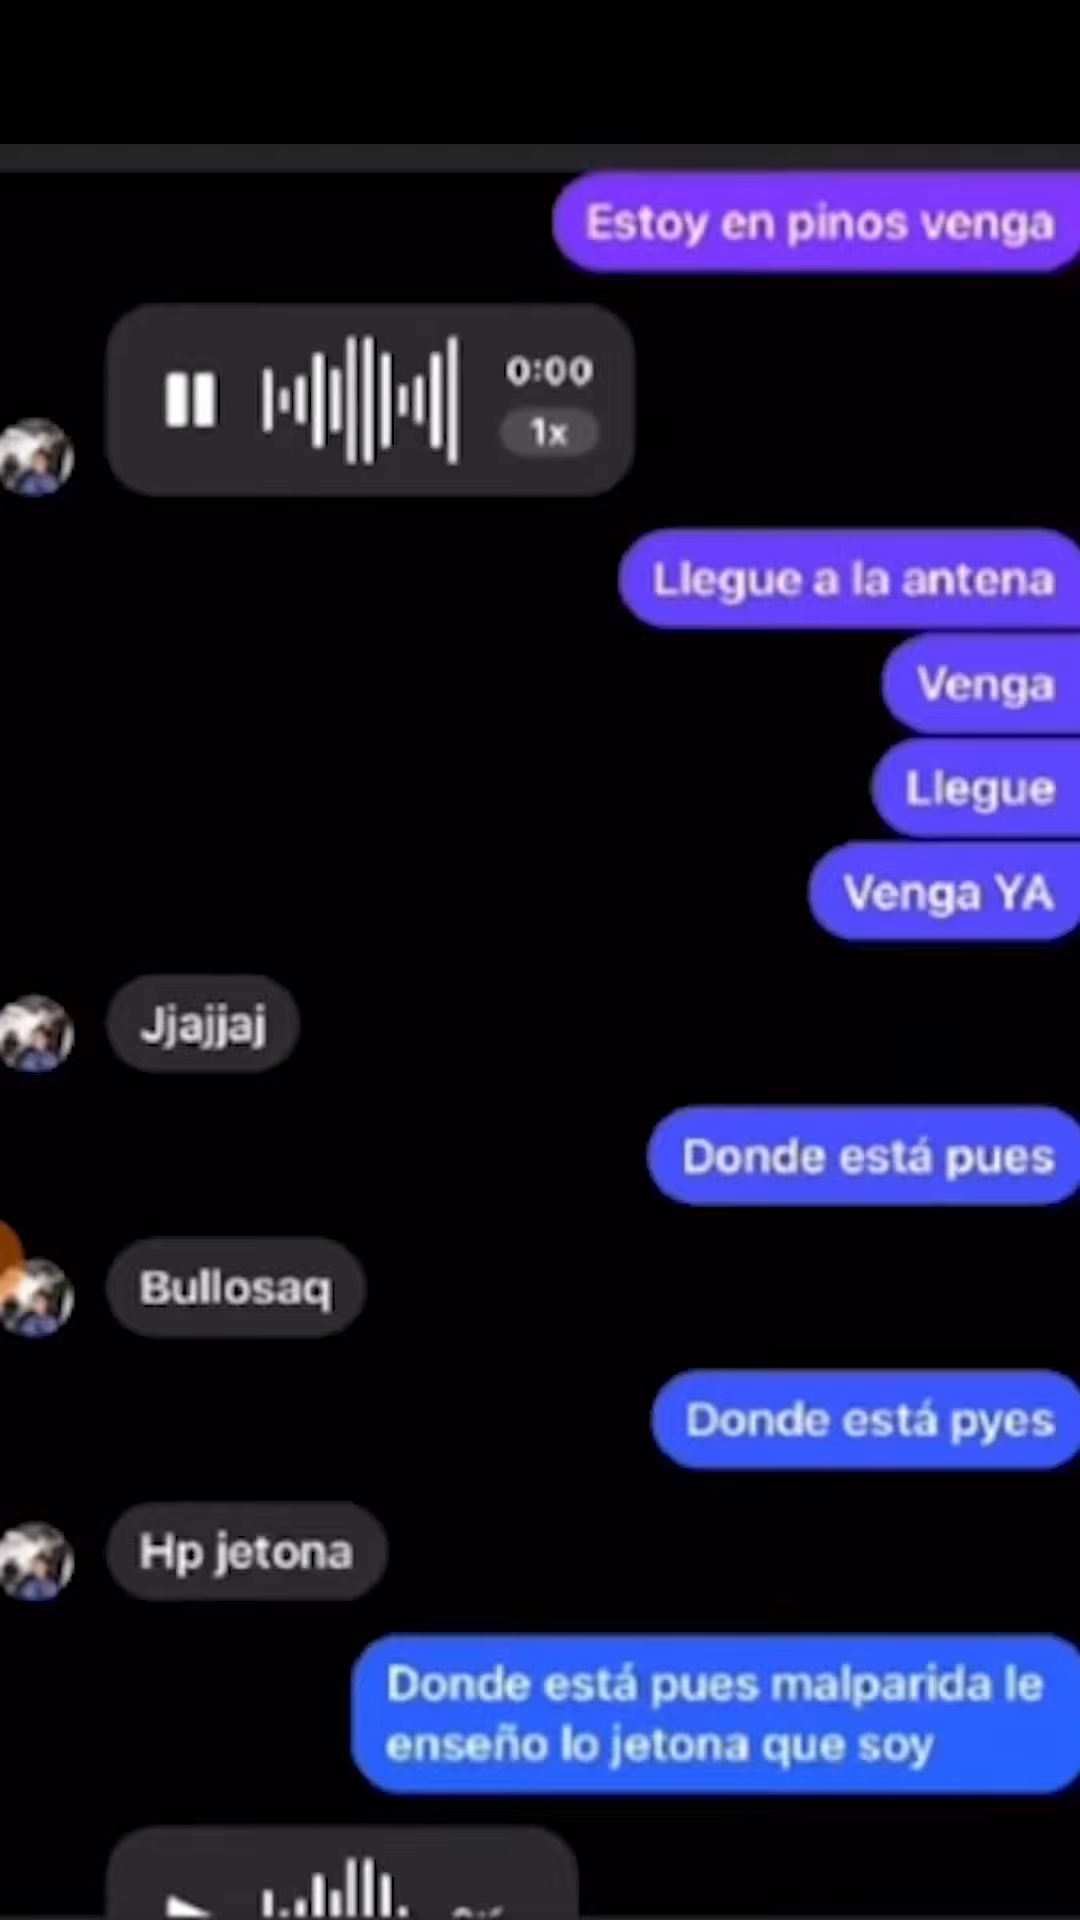 Estoy en pinos venga
0:00
1x
Llegue a la antena
Venga
Llegue
Venga YA
Jjajjaj
Donde está pues
Bullosaq
Donde está pyes
Hp jetona
Donde está pues malparida le
enseño lo jetona que soy